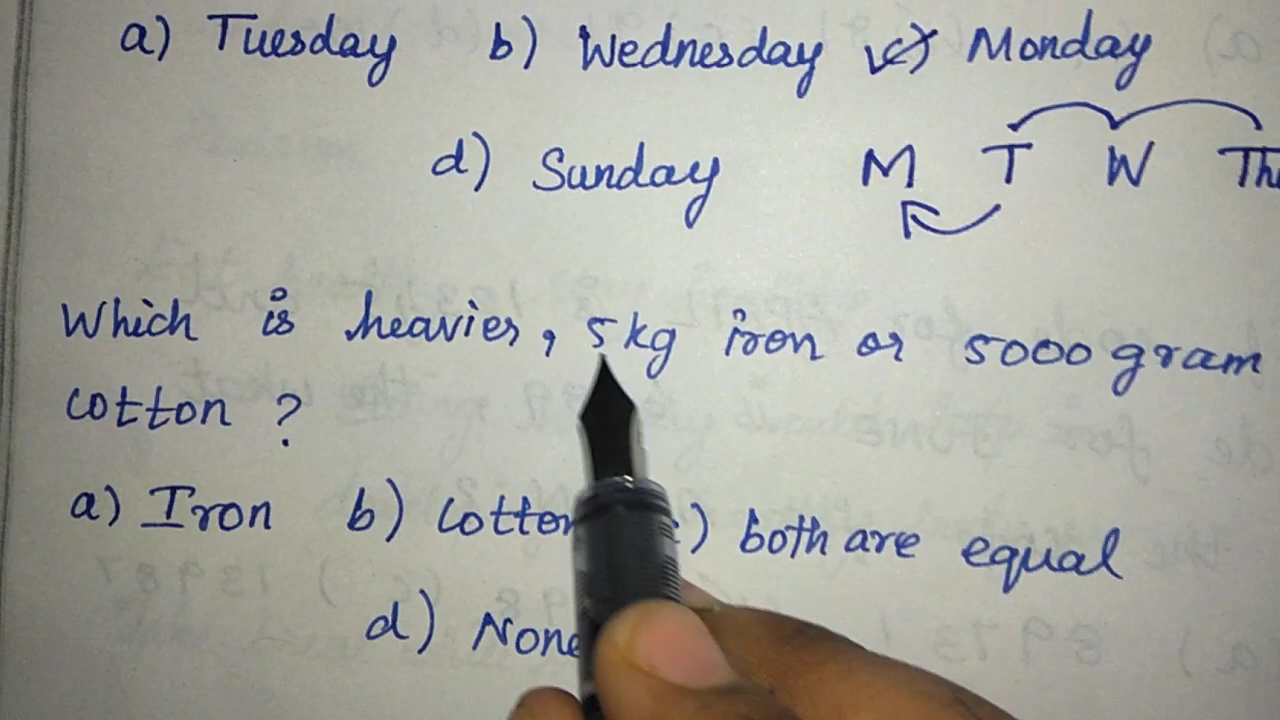 a) Tuesday b) Wednesday c) Monday
d) Sunday M T W Th
Which is heavier, 5kg iron or 5000 gram
cotton ?
a) Iron b) Cotton c) both are equal
d) None